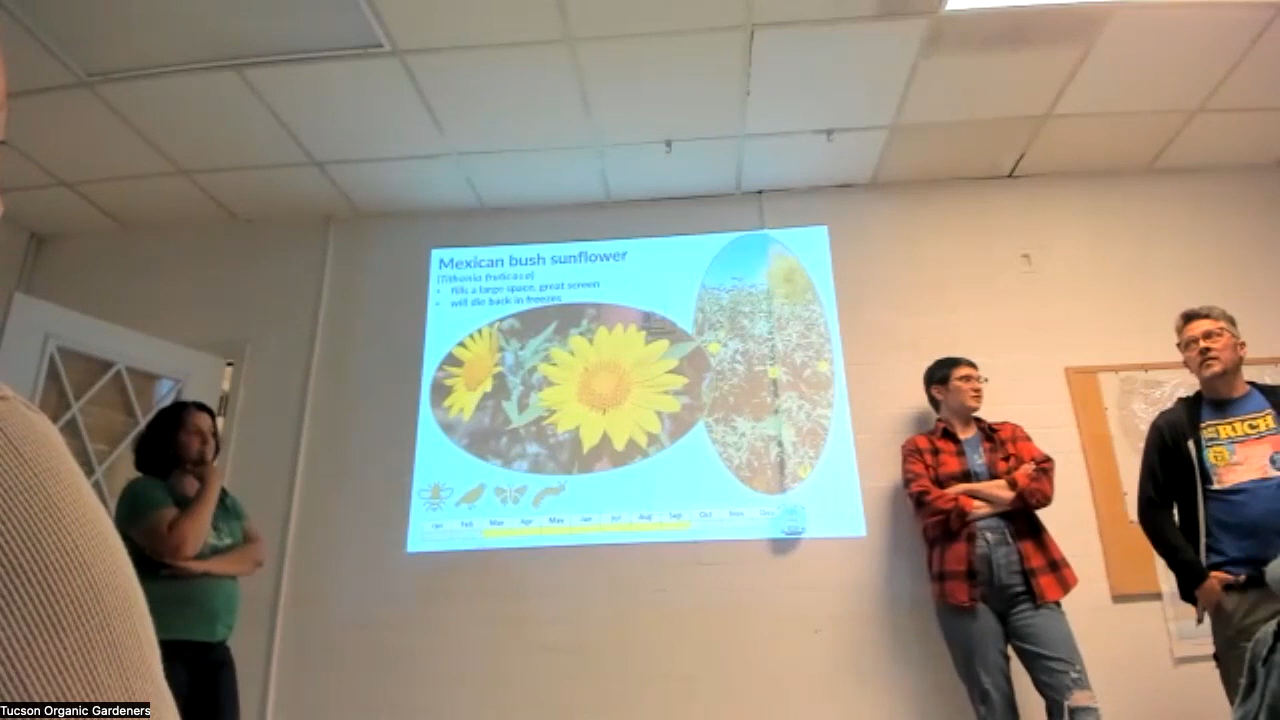 Mexican bush sunflower
(Tithonia fruticosa)
• fills a large space, great screen
• will die back in freezes
Jan Feb Mar Apr May Jun Jul Aug Sep Oct Nov Dec
RICH
Tucson Organic Gardeners